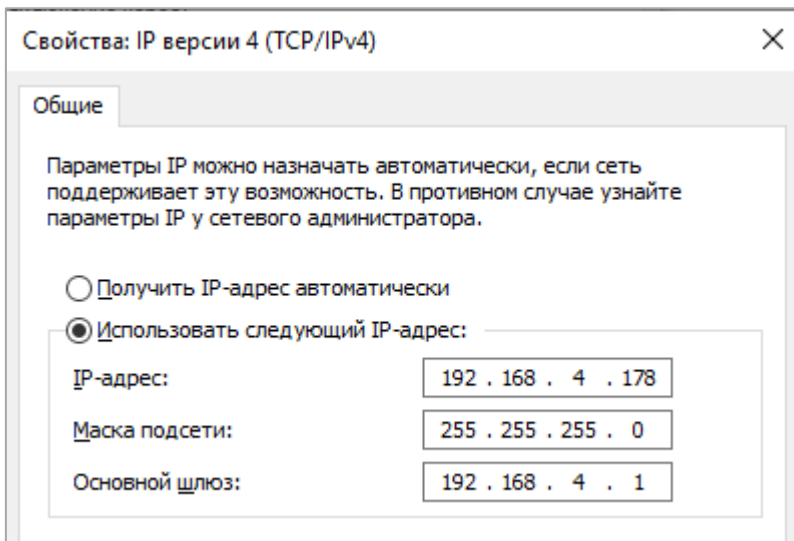 Свойства: IP версии 4 (TCP/IPv4)
Общие
Параметры IP можно назначать автоматически, если сеть
поддерживает эту возможность. В противном случае узнайте
параметры IP у сетевого администратора.
Получить IP-адрес автоматически
Использовать следующий IP-адрес:
IP-адрес: 192 . 168 . 4 . 178
Маска подсети: 255 . 255 . 255 . 0
Основной шлюз: 192 . 168 . 4 . 1